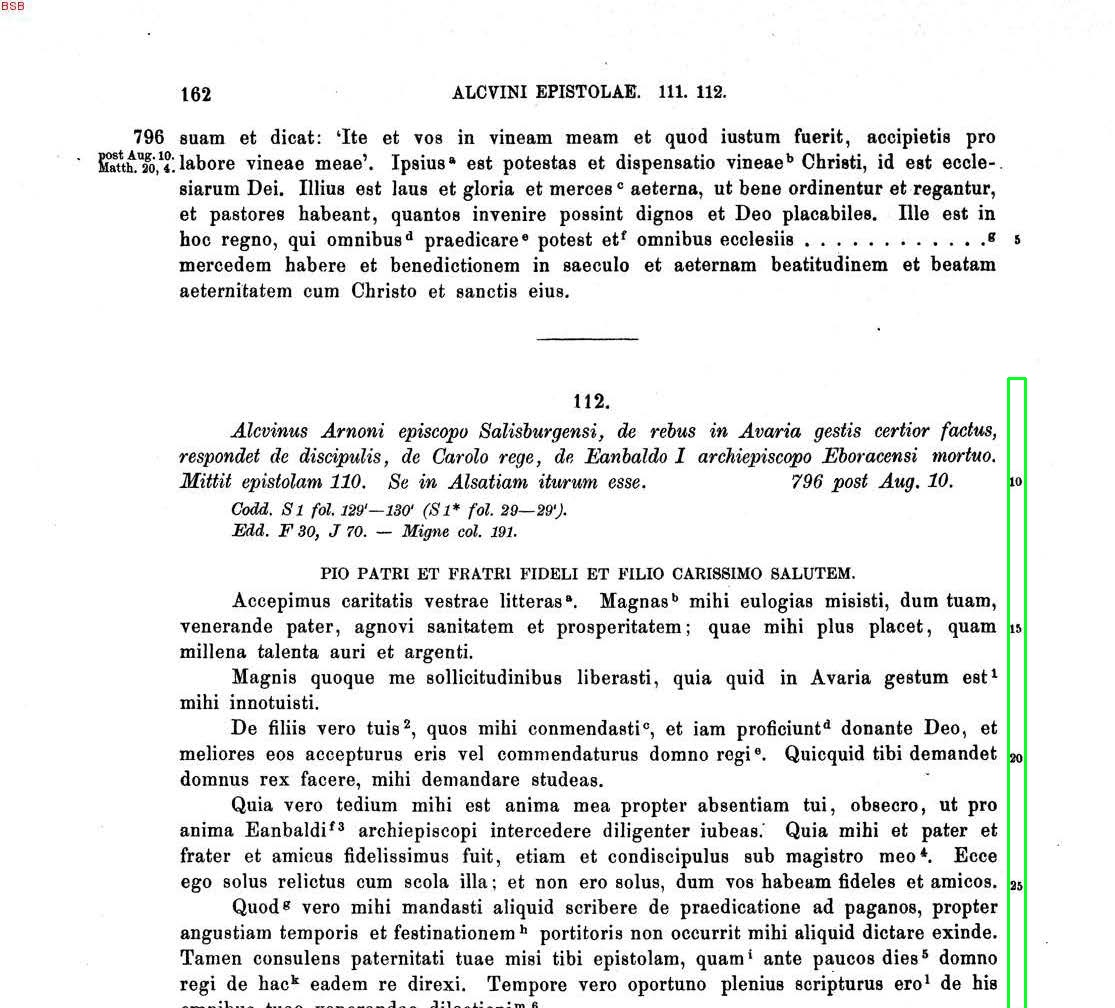 BSB
162 ALCVINI EPISTOLAE. 111. 112.
796 suam et dicat: ‘Ite et vos in vineam meam et quod iustum fuerit, accipietis pro
post Aug. 10.
Matth. 20, 4. labore vineae meae’. Ipsius a est potestas et dispensatio vineae b Christi, id est eccle-
siarum Dei. Illius est laus et gloria et merces c aeterna, ut bene ordinentur et regantur,
et pastores habeant, quantos invenire possint dignos et Deo placabiles. Ille est in
hoc regno, qui omnibus d praedicare e potest et f omnibus ecclesiis . . . . . . . . . . . . . g 5
mercedem habere et benedictionem in saeculo et aeternam beatitudinem et beatam
aeternitatem cum Christo et sanctis eius.
112.
Alcvinus Arnoni episcopo Salisburgensi, de rebus in Avaria gestis certior factus,
respondet de discipulis, de Carolo rege, de Eanbaldo I archiepiscopo Eboracensi mortuo.
Mittit epistolam 110. Se in Alsatiam iturum esse. 796 post Aug. 10. 10
Codd. S 1 fol. 129'—130' (S 1* fol. 29—29').
Edd. F 30, J 70. — Migne col. 191.
PIO PATRI ET FRATRI FIDELI ET FILIO CARISSIMO SALUTEM.
Accepimus caritatis vestrae litteras a. Magnas b mihi eulogias misisti, dum tuam,
venerande pater, agnovi sanitatem et prosperitatem; quae mihi plus placet, quam 15
millena talenta auri et argenti.
Magnis quoque me sollicitudinibus liberasti, quia quid in Avaria gestum est 1
mihi innotuisti.
De filiis vero tuis 2, quos mihi conmendasti c, et iam proficiunt d donante Deo, et
meliores eos accepturus eris vel commendaturus domno regi e. Quicquid tibi demandet 20
domnus rex facere, mihi demandare studeas.
Quia vero tedium mihi est anima mea propter absentiam tui, obsecro, ut pro
anima Eanbaldi f 3 archiepiscopi intercedere diligenter iubeas. Quia mihi et pater et
frater et amicus fidelissimus fuit, etiam et condiscipulus sub magistro meo 4. Ecce
ego solus relictus cum scola illa; et non ero solus, dum vos habeam fideles et amicos. 25
Quod g vero mihi mandasti aliquid scribere de praedicatione ad paganos, propter
angustiam temporis et festinationem h portitoris non occurrit mihi aliquid dictare exinde.
Tamen consulens paternitati tuae misi tibi epistolam, quam i ante paucos dies 5 domno
regi de hac k eadem re direxi. Tempore vero oportuno plenius scripturus ero l de his
omnibus tuae venerandae dilectioni m 6.